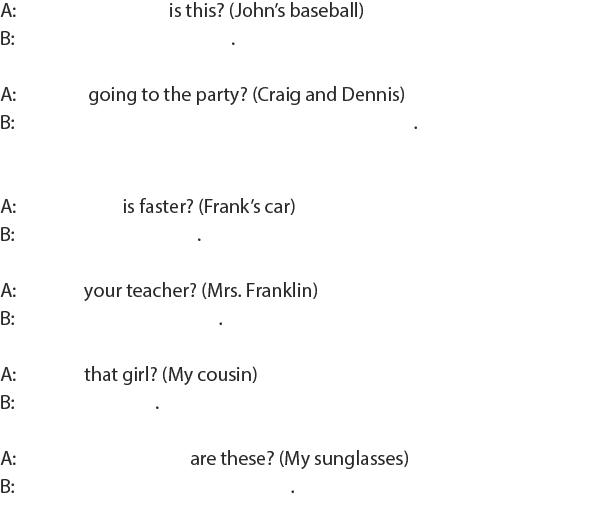 A: is this? (John’s baseball)
B: .
A: going to the party? (Craig and Dennis)
B: .
A: is faster? (Frank’s car)
B: .
A: your teacher? (Mrs. Franklin)
B: .
A: that girl? (My cousin)
B: .
A: are these? (My sunglasses)
B: .